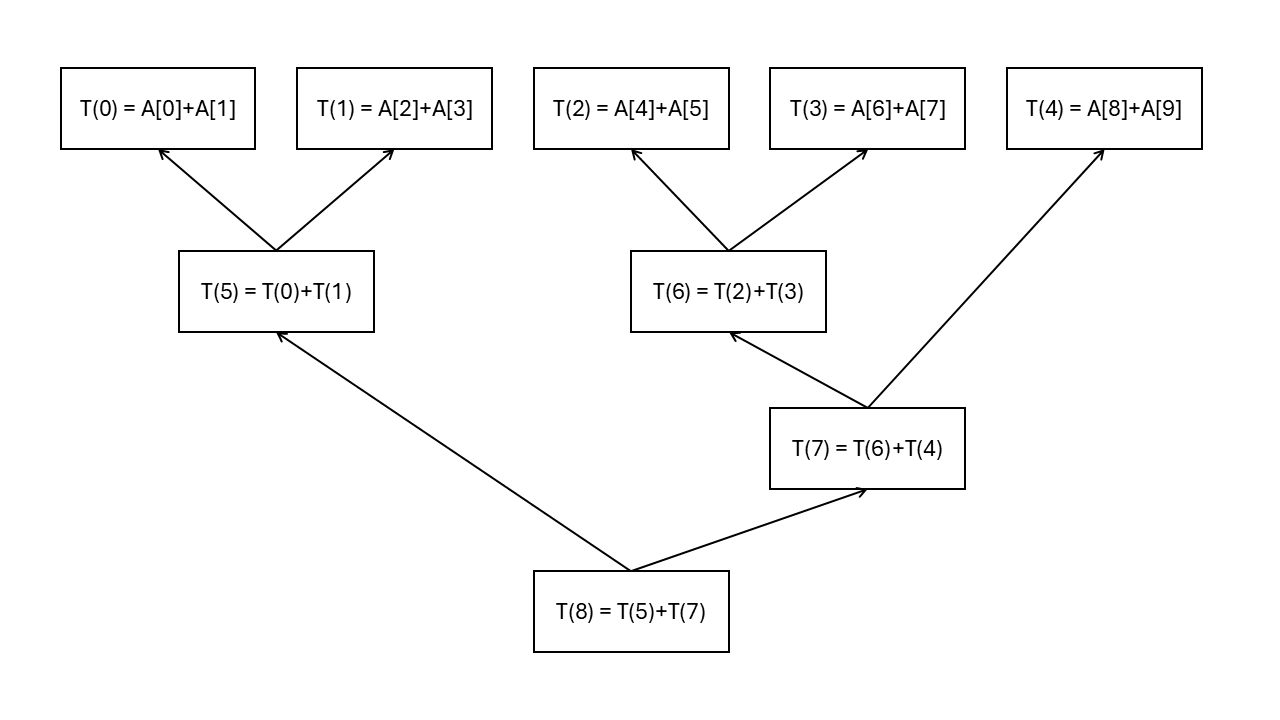 T(0) = A[0]+A[1]
T(1) = A[2]+A[3]
T(2) = A[4]+A[5]
T(3) = A[6]+A[7]
T(4) = A[8]+A[9]
T(5) = T(0)+T(1)
T(6) = T(2)+T(3)
T(7) = T(6)+T(4)
T(8) = T(5)+T(7)